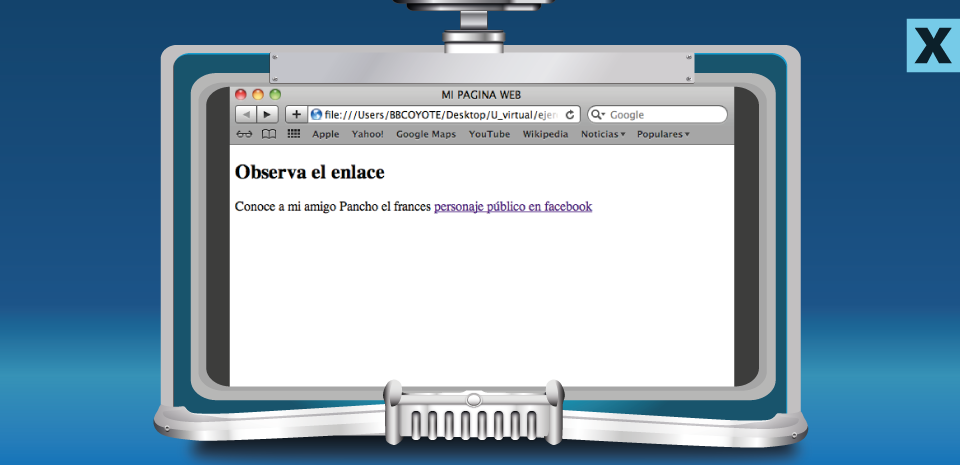 X
MI PAGINA WEB
file:///Users/BBCOYOTE/Desktop/U_virtual/ejen
Google
Apple Yahoo! Google Maps YouTube Wikipedia Noticias Populares
Observa el enlace
Conoce a mi amigo Pancho el frances personaje público en facebook